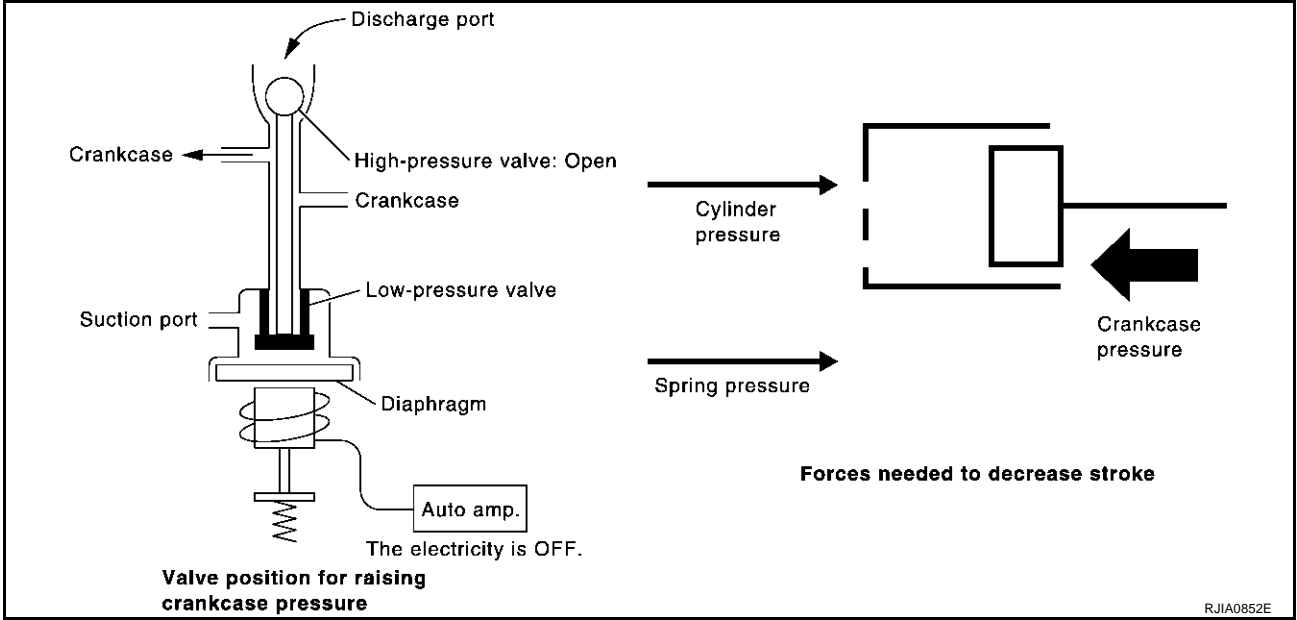 Discharge port
Crankcase
High-pressure valve: Open
Crankcase
Low-pressure valve
Suction port
Diaphragm
Auto amp.
The electricity is OFF.
Valve position for raising
crankcase pressure
Cylinder
pressure
Spring pressure
Crankcase
pressure
Forces needed to decrease stroke
RJIA0852E